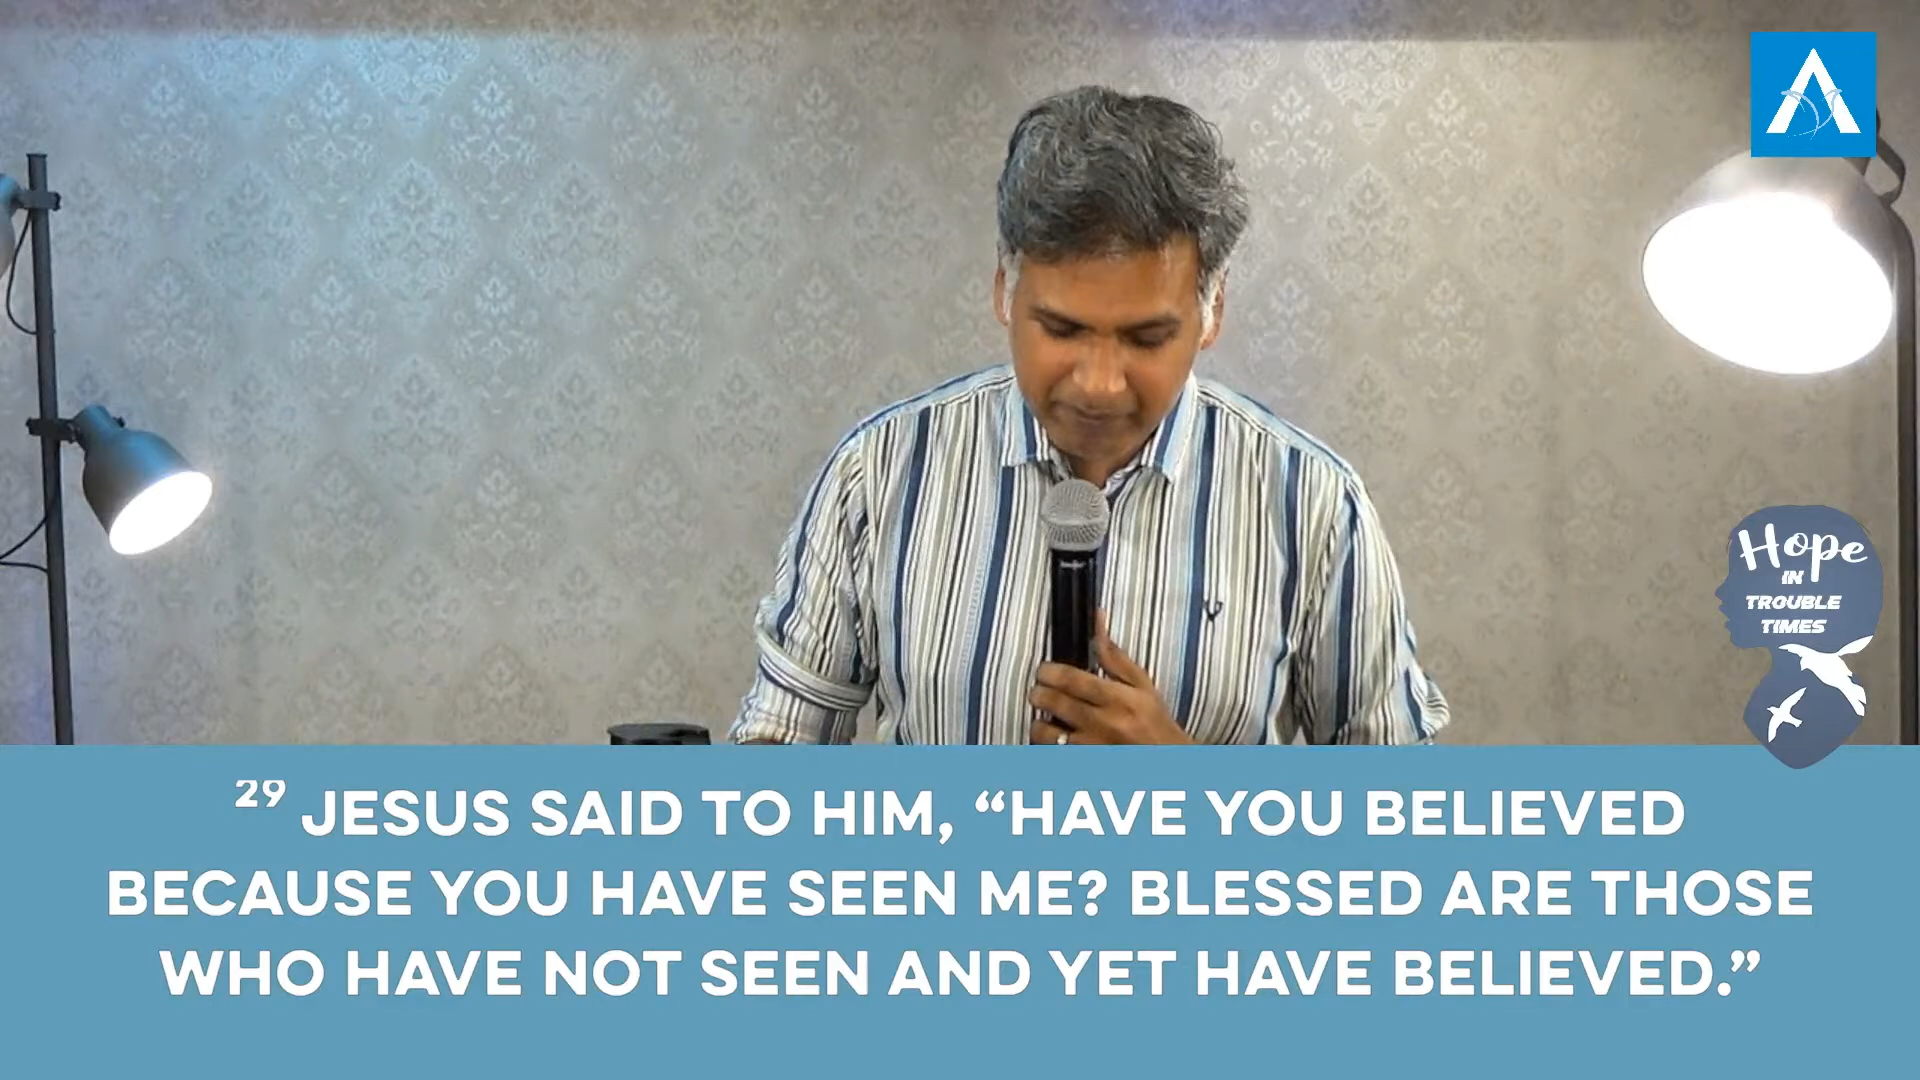 Hope
IN
TROUBLE
TIMES
29 JESUS SAID TO HIM, “HAVE YOU BELIEVED
BECAUSE YOU HAVE SEEN ME? BLESSED ARE THOSE
WHO HAVE NOT SEEN AND YET HAVE BELIEVED.”